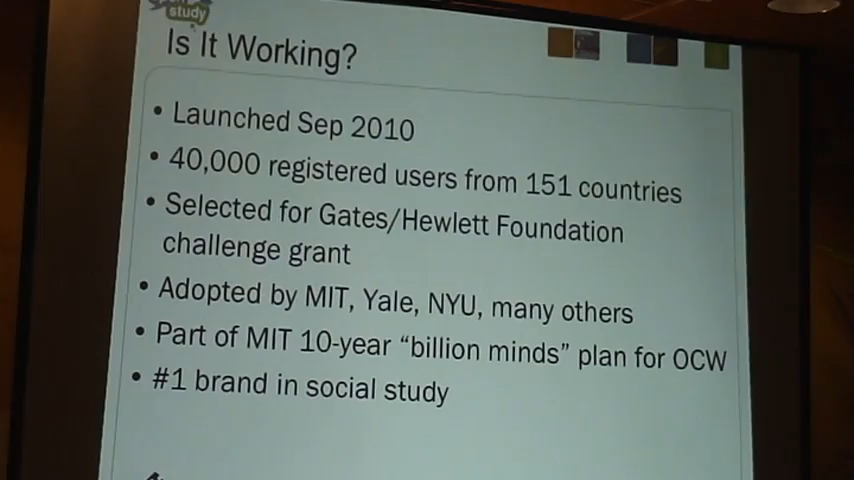 study
Is It Working?
• Launched Sep 2010
• 40,000 registered users from 151 countries
• Selected for Gates/Hewlett Foundation
challenge grant
• Adopted by MIT, Yale, NYU, many others
• Part of MIT 10-year “billion minds” plan for OCW
• #1 brand in social study